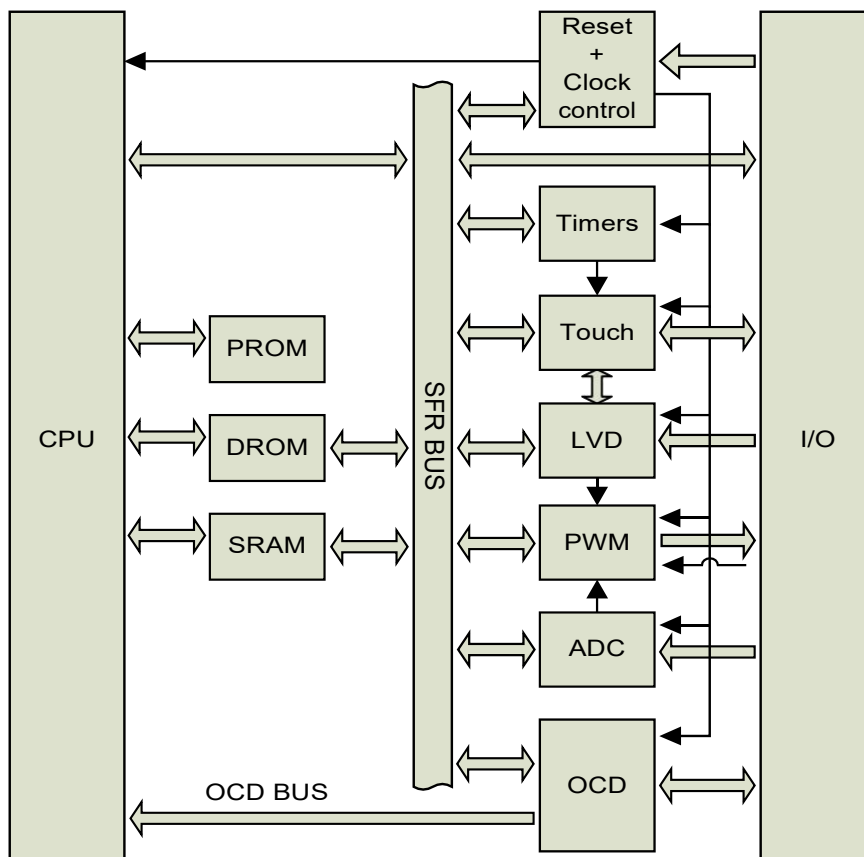 Reset
+
Clock
control
Timers
Touch
PROM
CPU
DROM
SFR BUS
LVD
I/O
SRAM
PWM
ADC
OCD BUS
OCD